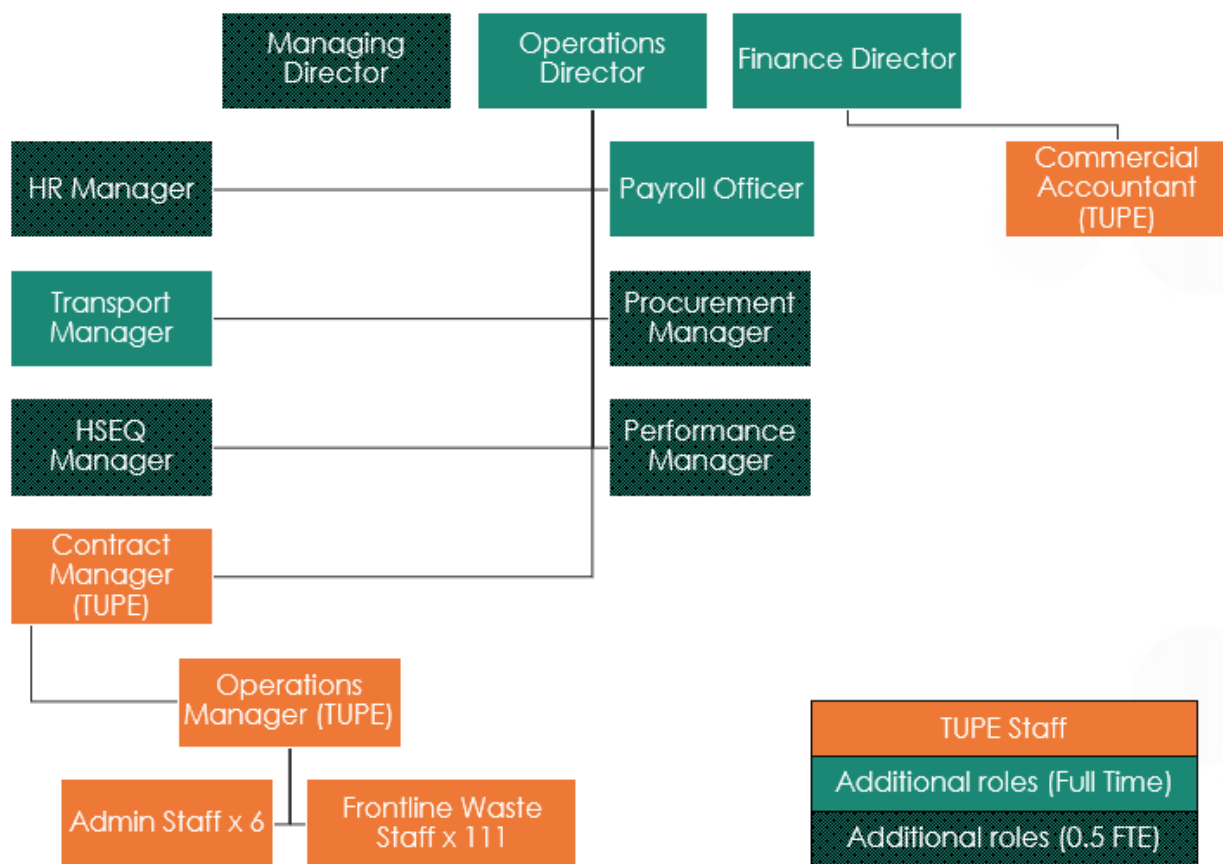 Managing
Director
Operations
Director
Finance Director
Commercial
Accountant
(TUPE)
HR Manager
Payroll Officer
Transport
Manager
Procurement
Manager
HSEQ
Manager
Performance
Manager
Contract
Manager
(TUPE)
Operations
Manager (TUPE)
Admin Staff x 6
Frontline Waste
Staff x 111
TUPE Staff
Additional roles (Full Time)
Additional roles (0.5 FTE)